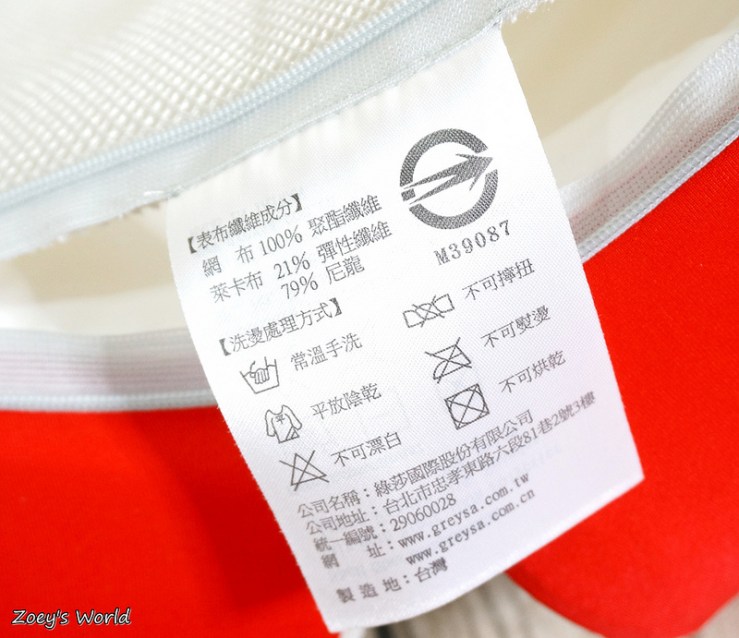 M39087
【表布纖維成分】
網 布 100% 聚酯纖維
萊卡布 21% 彈性纖維
79% 尼龍
【洗燙處理方式】
常溫手洗
平放陰乾
不可漂白
不可擰扭
不可熨燙
不可烘乾
公司名稱：綠莎國際股份有限公司
公司地址：台北市忠孝東路六段81巷2號3樓
統一編號：29060028
網 址：www.greysa.com.tw
www.greysa.com.cn
製造地：台灣
Zoey's World